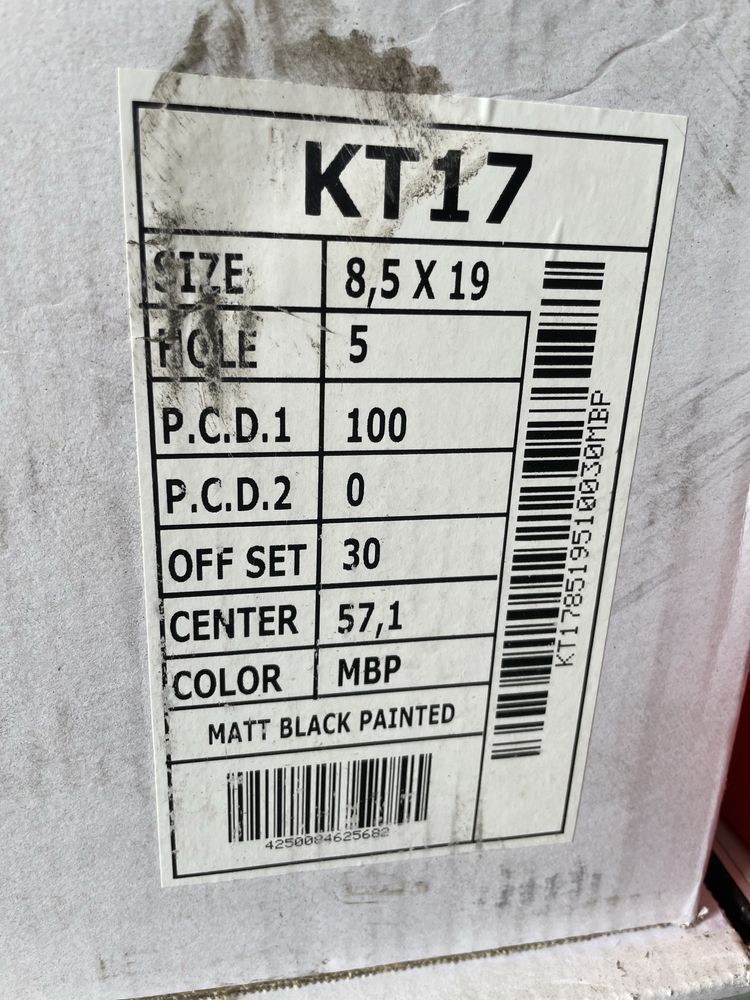 KT17
SIZE 8,5 X 19
HOLE 5
P.C.D.1 100
P.C.D.2 0
OFF SET 30
CENTER 57,1
COLOR MBP
MATT BLACK PAINTED
4250084625682
KT17851951003OMBP